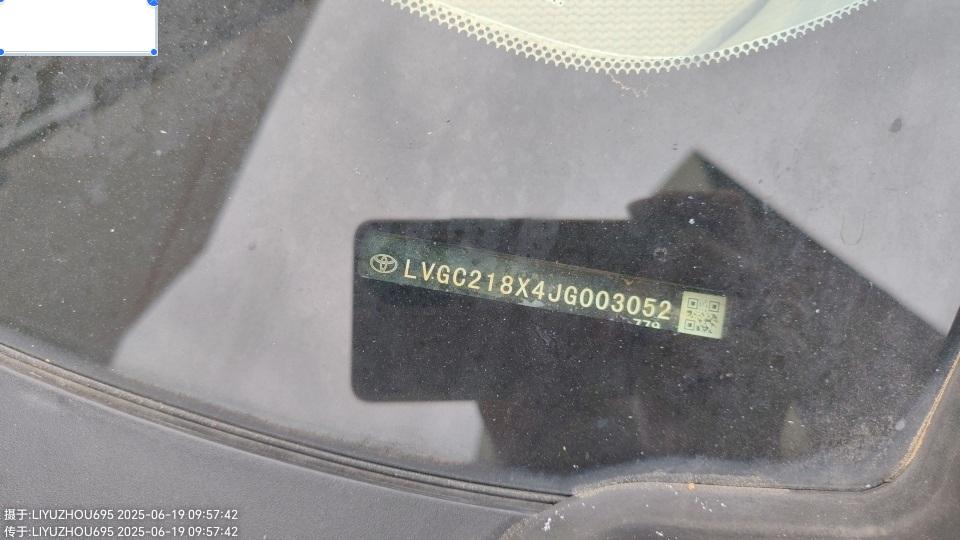 LVGC218X4JG003052
779
摄于:LIYUZHOU695 2025-06-19 09:57:42
传于:LIYUZHOU695 2025-06-19 09:57:42